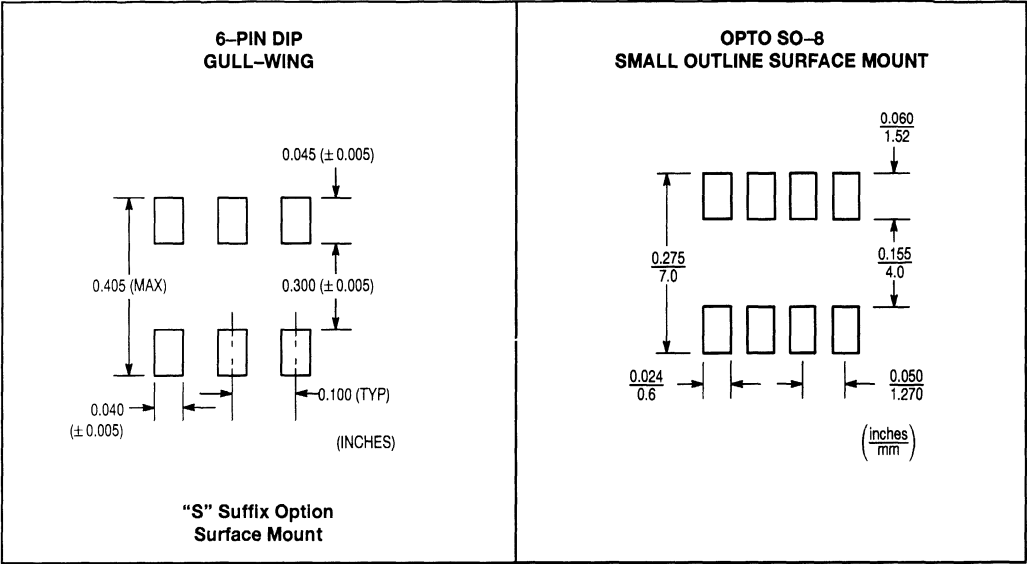 6–PIN DIP
GULL–WING
0.045 (± 0.005)
0.405 (MAX)
0.300 (± 0.005)
0.100 (TYP)
0.040
(± 0.005)
(INCHES)
“S” Suffix Option
Surface Mount
OPTO SO–8
SMALL OUTLINE SURFACE MOUNT
0.060
1.52
0.275
7.0
0.155
4.0
0.024
0.6
0.050
1.270
(inches
mm)